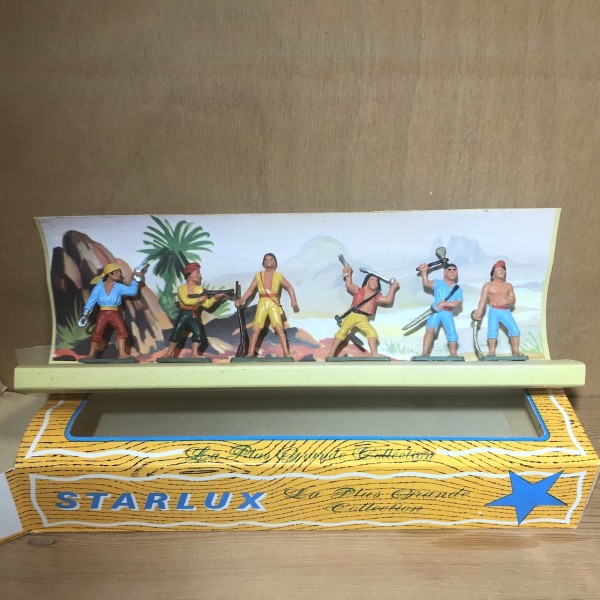 La Plus Grande Collection
STARLUX La Plus Grande
Collection